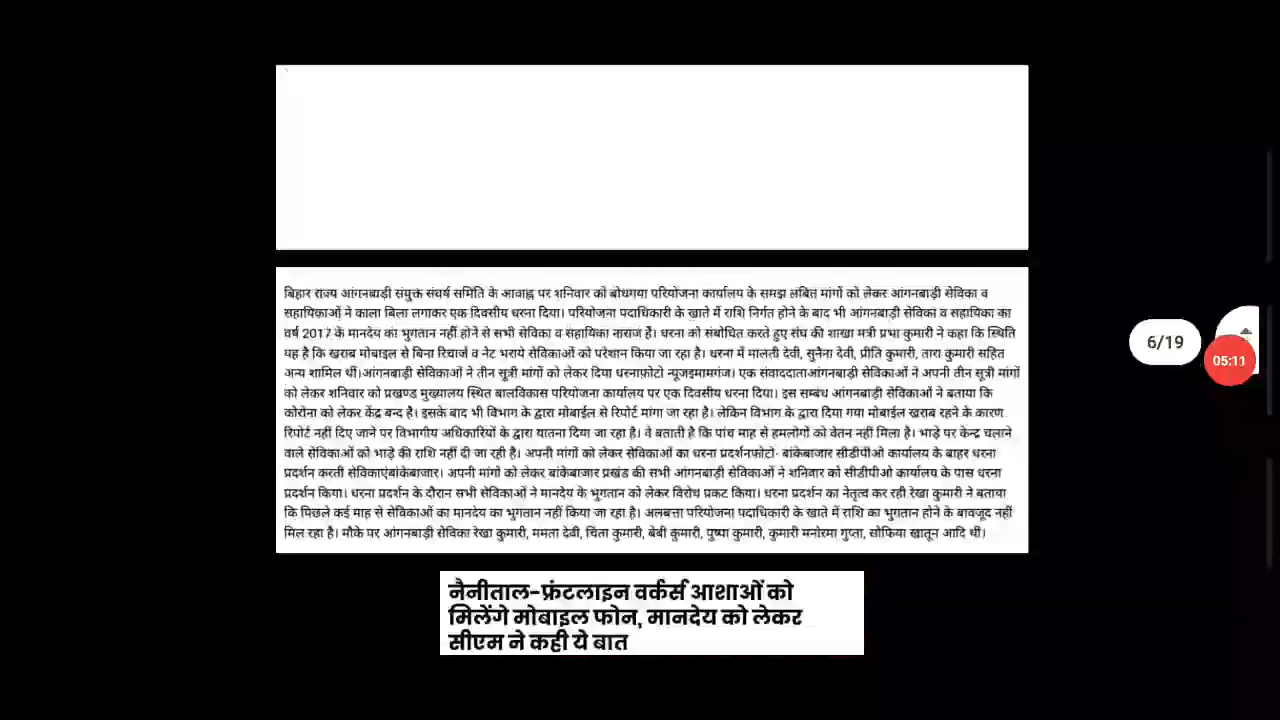 बिहार राज्य आंगनबाड़ी संयुक्त संघर्ष समिति के आवाह्न पर शनिवार को बोधगया परियोजना कार्यालय के समझ लंबित मांगों को लेकर आंगनबाड़ी सेविका व
सहायिकाओं ने काला बिला लगाकर एक दिवसीय धरना दिया। परियोजना पदाधिकारी के खाते में राशि निर्गत होने के बाद भी आंगनबाड़ी सेविका व सहायिका का
वर्ष 2017 के मानदेय का भुगतान नहीं होने से सभी सेविका व सहायिका नाराज हैं। धरना को संबोधित करते हुए संघ की शाखा मंत्री प्रभा कुमारी ने कहा कि स्थिति
यह है कि खराब मोबाइल से बिना रिचार्ज व नेट भराये सेविकाओं को परेशान किया जा रहा है। धरना में मालती देवी, सुनैना देवी, प्रीति कुमारी, तारा कुमारी सहित
अन्य शामिल थीं।आंगनबाड़ी सेविकाओं ने तीन सूत्री मांगों को लेकर दिया धरनाफ़ोटो न्यूजइमामगंज। एक संवाददाताआंगनबाड़ी सेविकाओं ने अपनी तीन सूत्री मांगों
को लेकर शनिवार को प्रखण्ड मुख्यालय स्थित बालविकास परियोजना कार्यालय पर एक दिवसीय धरना दिया। इस सम्बंध आंगनबाड़ी सेविकाओं ने बताया कि
कोरोना को लेकर केंद्र बन्द है। इसके बाद भी विभाग के द्वारा मोबाईल से रिपोर्ट मांगा जा रहा है। लेकिन विभाग के द्वारा दिया गया मोबाईल खराब रहने के कारण
रिपोर्ट नहीं दिए जाने पर विभागीय अधिकारियों के द्वारा यातना दिया जा रहा है। वे बताती है कि पांच माह से हमलोगों को वेतन नहीं मिला है। भाड़े पर केन्द्र चलाने
वाले सेविकाओं को भाड़े की राशि नहीं दी जा रही है। अपनी मांगों को लेकर सेविकाओं का धरना प्रदर्शनफोटो- बांकेबाजार सीडीपीओ कार्यालय के बाहर धरना
प्रदर्शन करती सेविकाएंबांकेबाजार। अपनी मांगों को लेकर बांकेबाजार प्रखंड की सभी आंगनबाड़ी सेविकाओं ने शनिवार को सीडीपीओ कार्यालय के पास धरना
प्रदर्शन किया। धरना प्रदर्शन के दौरान सभी सेविकाओं ने मानदेय के भुगतान को लेकर विरोध प्रकट किया। धरना प्रदर्शन का नेतृत्व कर रही रेखा कुमारी ने बताया
कि पिछले कई माह से सेविकाओं का मानदेय का भुगतान नहीं किया जा रहा है। अलबत्ता परियोजना पदाधिकारी के खाते में राशि का भुगतान होने के बावजूद नहीं
मिल रहा है। मौके पर आंगनबाड़ी सेविका रेखा कुमारी, ममता देवी, चिंता कुमारी, बेबी कुमारी, पुष्पा कुमारी, कुमारी मनोरमा गुप्ता, सोफिया खातून आदि थीं।
6/19
05:11
नैनीताल-फ्रंटलाइन वर्कर्स आशाओं को
मिलेंगे मोबाइल फोन, मानदेय को लेकर
सीएम ने कही ये बात